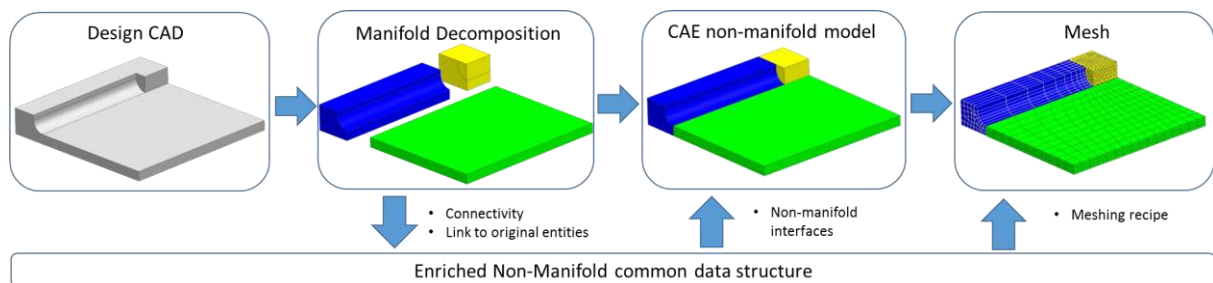 Design CAD
Manifold Decomposition
CAE non-manifold model
Mesh
• Connectivity
• Link to original entities
• Non-manifold
interfaces
• Meshing recipe
Enriched Non-Manifold common data structure